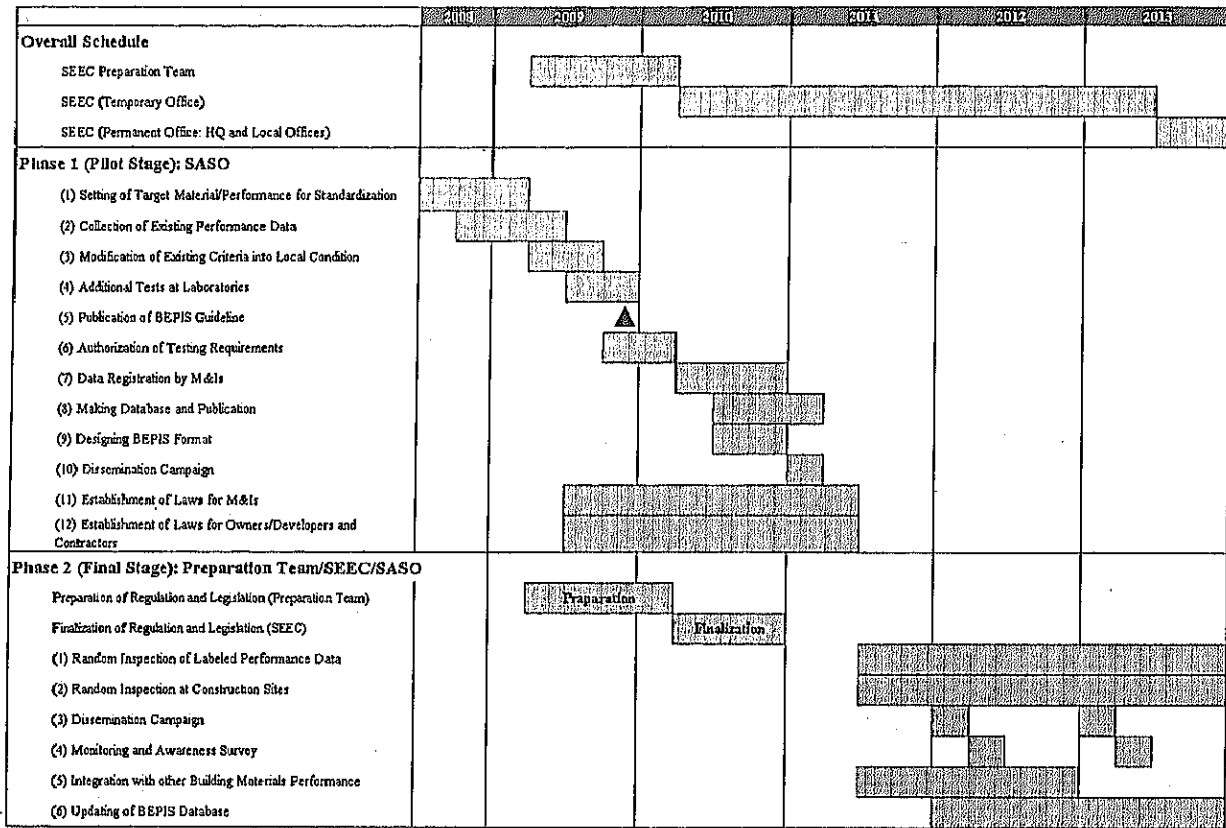 2008 2009 2010 2011 2012 2013
Overall Schedule
SEEC Preparation Team
SEEC (Temporary Office)
SEEC (Permanent Office: HQ and Local Offices)
Phase 1 (Pilot Stage): SASO
(1) Setting of Target Material/Performance for Standardization
(2) Collection of Existing Performance Data
(3) Modification of Existing Criteria into Local Condition
(4) Additional Tests at Laboratories
(5) Publication of BEPIS Guideline
(6) Authorization of Testing Requirements
(7) Data Registration by M&Is
(8) Making Database and Publication
(9) Designing BEPIS Format
(10) Dissemination Campaign
(11) Establishment of Laws for M&Is
(12) Establishment of Laws for Owners/Developers and
Contractors
Phase 2 (Final Stage): Preparation Team/SEEC/SASO
Preparation of Regulation and Legislation (Preparation Team) Praparation
Finalization of Regulation and Legislation (SEEC) Finalization
(1) Random Inspection of Labeled Performance Data
(2) Random Inspection at Construction Sites
(3) Dissemination Campaign
(4) Monitoring and Awareness Survey
(5) Integration with other Building Materials Performance
(6) Updating of BEPIS Database